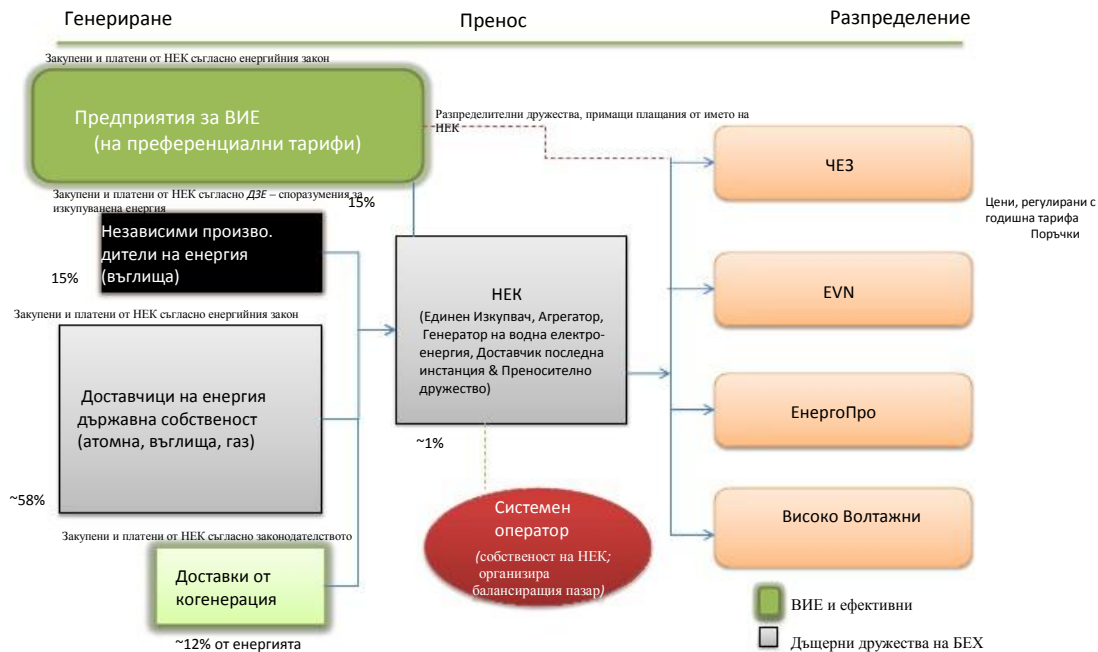 Генериране
Пренос
Разпределение
Закупени и платени от НЕК съгласно енергийния закон
Предприятия за ВИЕ
(на преференциални тарифи)
Разпределителни дружества, примащи плащания от името на
НЕК
ЧЕЗ
Закупени и платени от НЕК съгласно ДЗЕ – споразумения за
изкупуванена енергия
15%
Цени, регулирани с
годишна тарифа
Поръчки
Независими произво.
дители на енергия
(въглища)
15%
НЕК
(Единен Изкупвач, Агрегатор,
Генератор на водна електро-
енергия, Доставчик последна
инстанция & Преносително
дружество)
EVN
Закупени и платени от НЕК съгласно енергийния закон
Доставчици на енергия
държавна собственост
(атомна, въглища, газ)
~58%
~1%
ЕнергоПро
Системен
оператор
(собственост на НЕК;
организира
балансиращия пазар)
Високо Волтажни
Закупени и платени от НЕК съгласно законодателството
Доставки от
когенерация
~12% от енергията
ВИЕ и ефективни
Дъщерни дружества на БЕХ